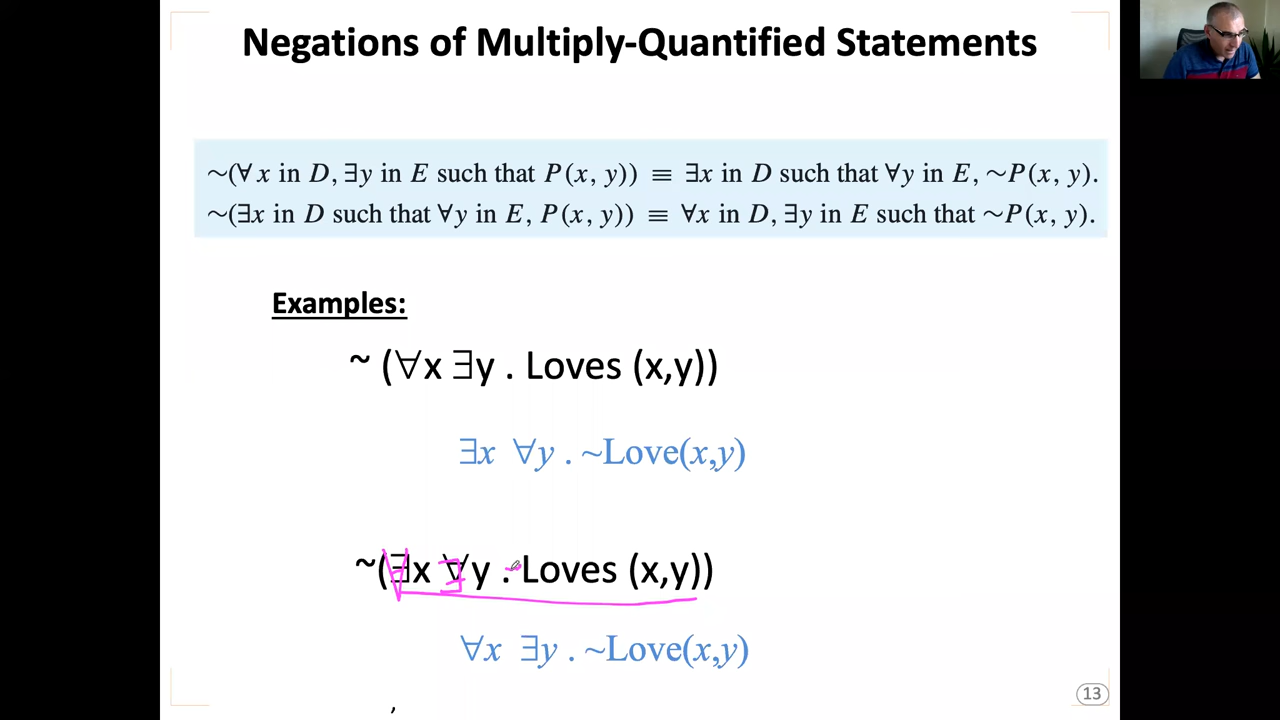 Negations of Multiply-Quantified Statements
~(∀x in D, ∃y in E such that P(x, y)) ≡ ∃x in D such that ∀y in E, ~P(x, y).
~(∃x in D such that ∀y in E, P(x, y)) ≡ ∀x in D, ∃y in E such that ~P(x, y).
Examples:
~ (∀x ∃y . Loves (x,y))
∃x ∀y . ~Love(x,y)
~(∃x ∀y . Loves (x,y))
∀ ∃ ~
∀x ∃y . ~Love(x,y)
,
13